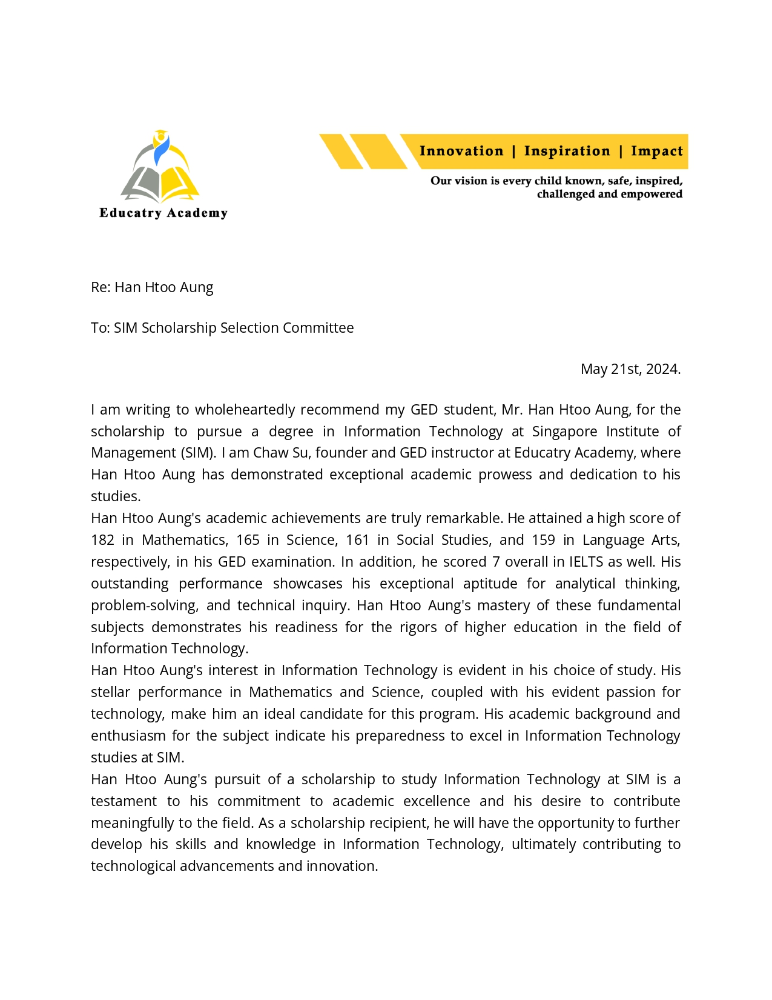 Innovation | Inspiration | Impact
Our vision is every child known, safe, inspired,
challenged and empowered
Educatry Academy
Re: Han Htoo Aung
To: SIM Scholarship Selection Committee
May 21st, 2024.
I am writing to wholeheartedly recommend my GED student, Mr. Han Htoo Aung, for the
scholarship to pursue a degree in Information Technology at Singapore Institute of
Management (SIM). I am Chaw Su, founder and GED instructor at Educatry Academy, where
Han Htoo Aung has demonstrated exceptional academic prowess and dedication to his
studies.
Han Htoo Aung's academic achievements are truly remarkable. He attained a high score of
182 in Mathematics, 165 in Science, 161 in Social Studies, and 159 in Language Arts,
respectively, in his GED examination. In addition, he scored 7 overall in IELTS as well. His
outstanding performance showcases his exceptional aptitude for analytical thinking,
problem-solving, and technical inquiry. Han Htoo Aung's mastery of these fundamental
subjects demonstrates his readiness for the rigors of higher education in the field of
Information Technology.
Han Htoo Aung's interest in Information Technology is evident in his choice of study. His
stellar performance in Mathematics and Science, coupled with his evident passion for
technology, make him an ideal candidate for this program. His academic background and
enthusiasm for the subject indicate his preparedness to excel in Information Technology
studies at SIM.
Han Htoo Aung's pursuit of a scholarship to study Information Technology at SIM is a
testament to his commitment to academic excellence and his desire to contribute
meaningfully to the field. As a scholarship recipient, he will have the opportunity to further
develop his skills and knowledge in Information Technology, ultimately contributing to
technological advancements and innovation.